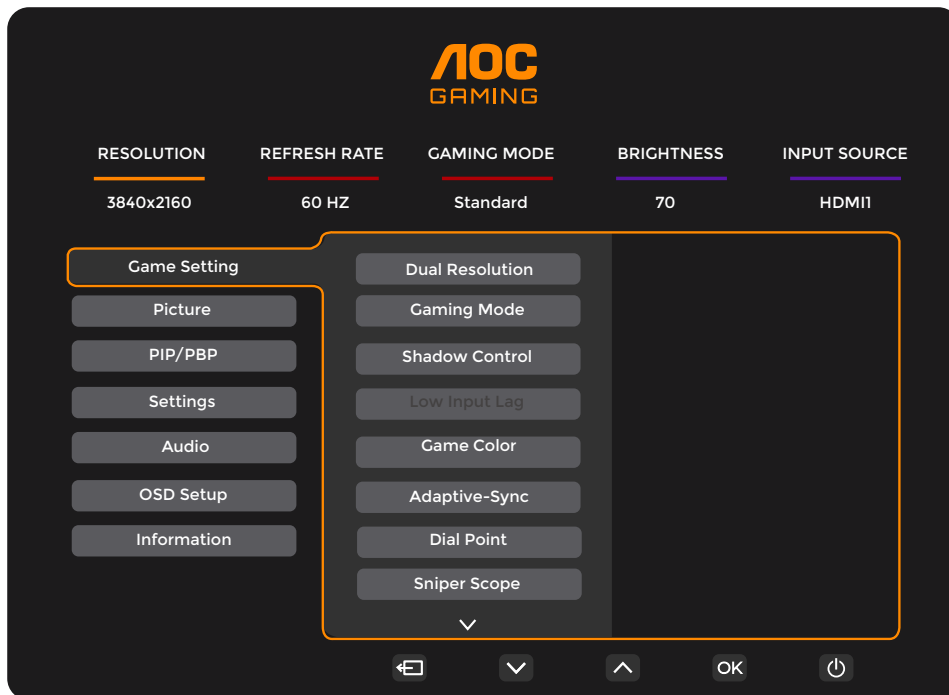 AOC
GAMING
RESOLUTION REFRESH RATE GAMING MODE BRIGHTNESS INPUT SOURCE
3840x2160 60 HZ Standard 70 HDMI1
Game Setting
Picture
PIP/PBP
Settings
Audio
OSD Setup
Information
Dual Resolution
Gaming Mode
Shadow Control
Low Input Lag
Game Color
Adaptive-Sync
Dial Point
Sniper Scope
OK